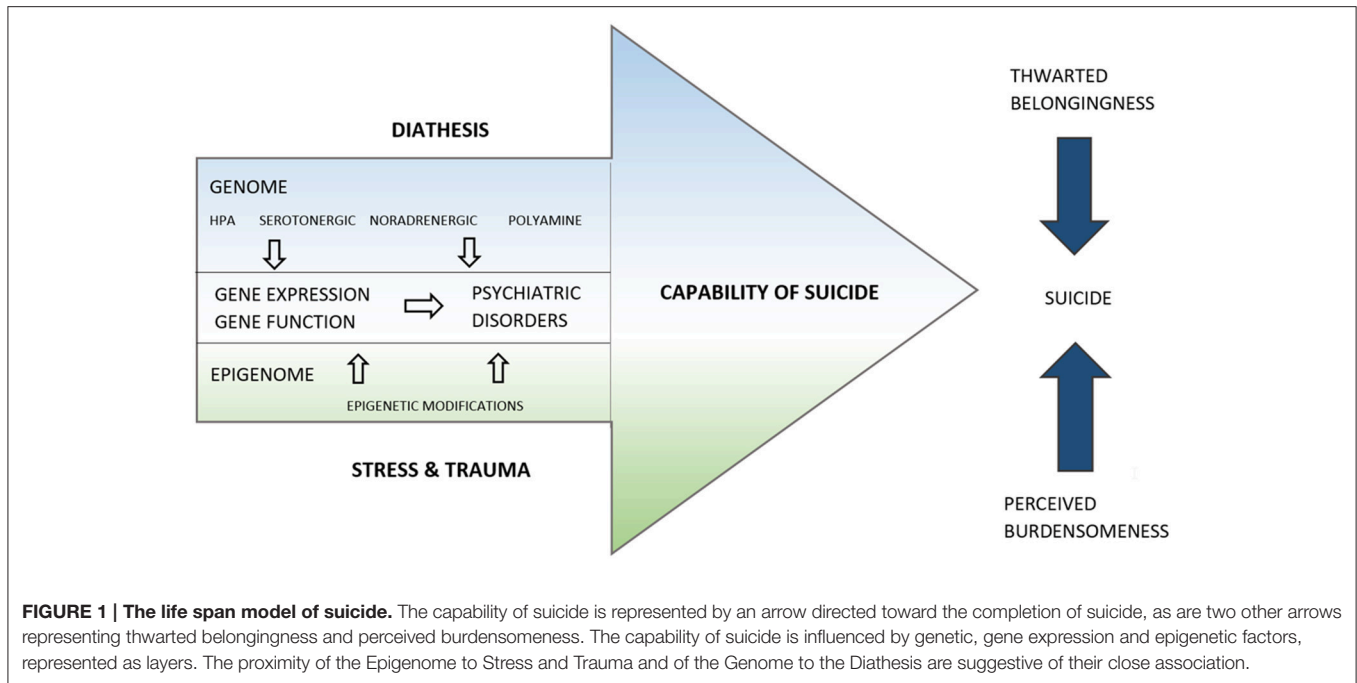 DIATHESIS
GENOME
HPA SEROTONERGIC NORADRENERGIC POLYAMINE
GENE EXPRESSION
GENE FUNCTION
PSYCHIATRIC
DISORDERS
EPIGENOME
EPIGENETIC MODIFICATIONS
STRESS & TRAUMA
CAPABILITY OF SUICIDE
THWARTED
BELONGINGNESS
SUICIDE
PERCEIVED
BURDENSOMENESS
FIGURE 1 | The life span model of suicide. The capability of suicide is represented by an arrow directed toward the completion of suicide, as are two other arrows
representing thwarted belongingness and perceived burdensomeness. The capability of suicide is influenced by genetic, gene expression and epigenetic factors,
represented as layers. The proximity of the Epigenome to Stress and Trauma and of the Genome to the Diathesis are suggestive of their close association.